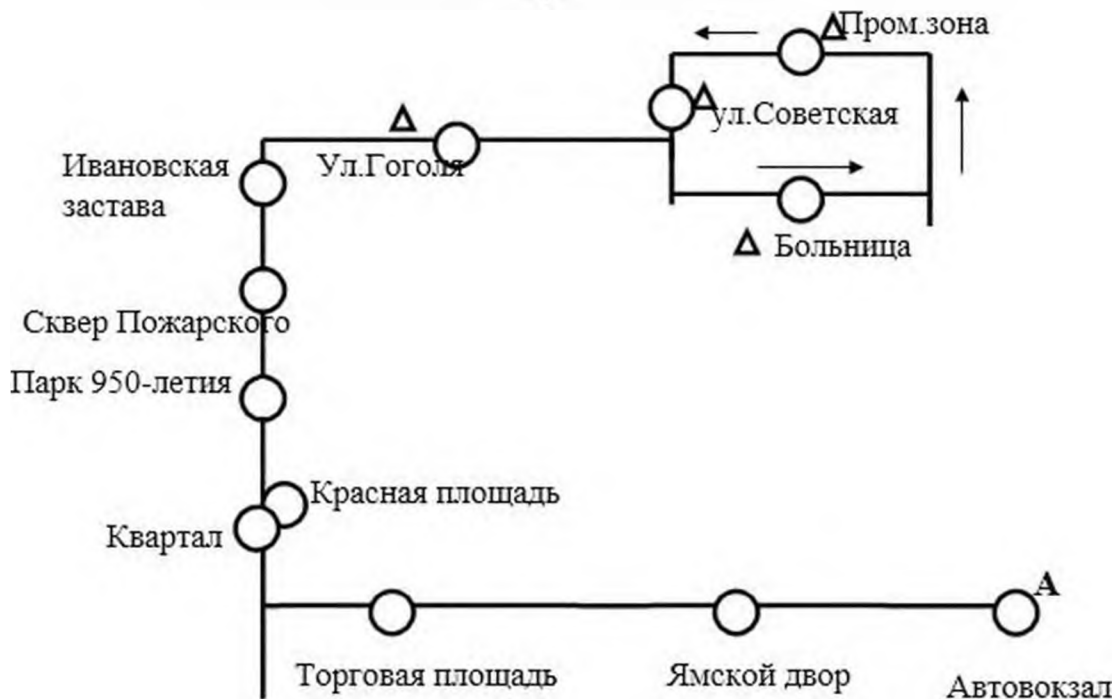 Пром.зона
ул.Советская
Ул.Гоголя
Ивановская
застава
Больница
Сквер Пожарского
Парк 950-летия
Красная площадь
Квартал
А
Торговая площадь
Ямской двор
Автовокзал